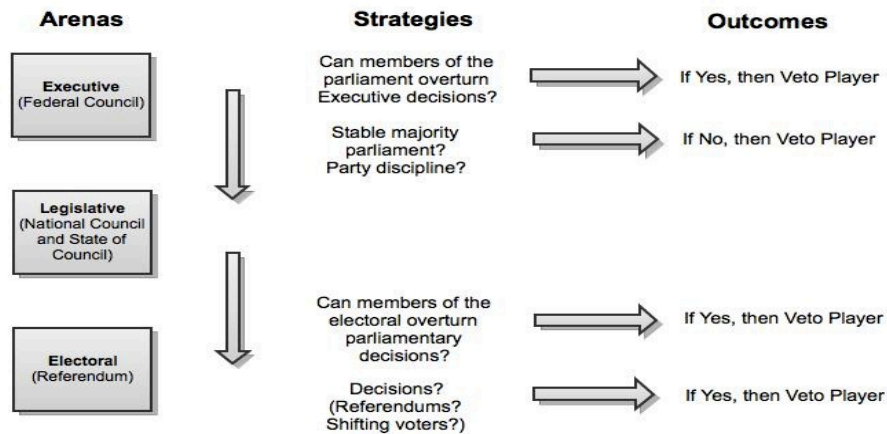 Arenas
Strategies
Outcomes
Executive
(Federal Council)
Can members of the
parliament overturn
Executive decisions?
If Yes, then Veto Player
Stable majority
parliament?
Party discipline?
If No, then Veto Player
Legislative
(National Council
and State of
Council)
Can members of the
electoral overturn
parliamentary
decisions?
If Yes, then Veto Player
Electoral
(Referendum)
Decisions?
(Referendums?
Shifting voters?)
If Yes, then Veto Player